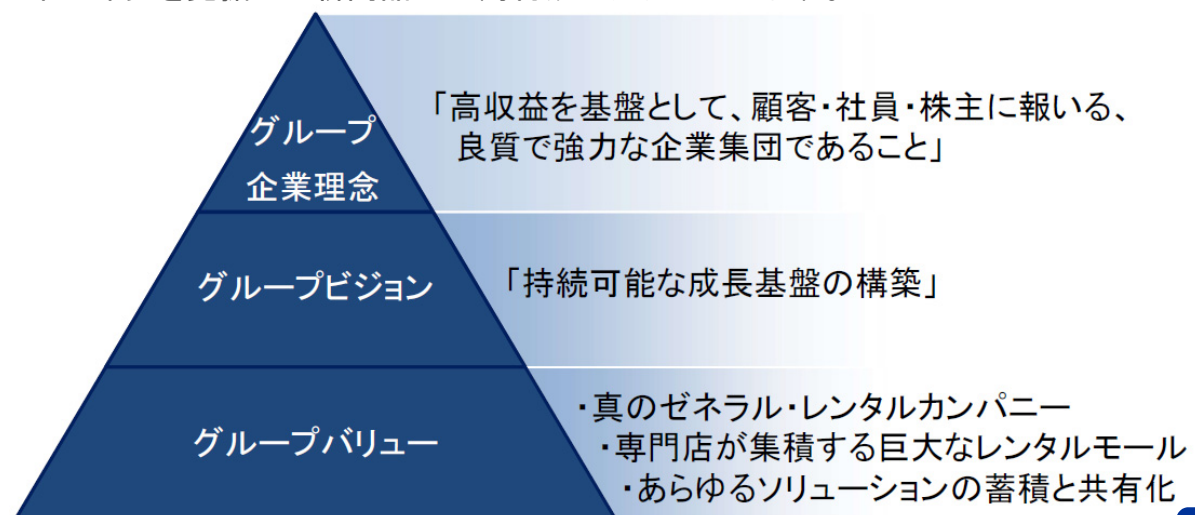 グループ
企業理念
「高収益を基盤として、顧客・社員・株主に報いる、
良質で強力な企業集団であること」
グループビジョン
「持続可能な成長基盤の構築」
グループバリュー
・真のゼネラル・レンタルカンパニー
・専門店が集積する巨大なレンタルモール
・あらゆるソリューションの蓄積と共有化